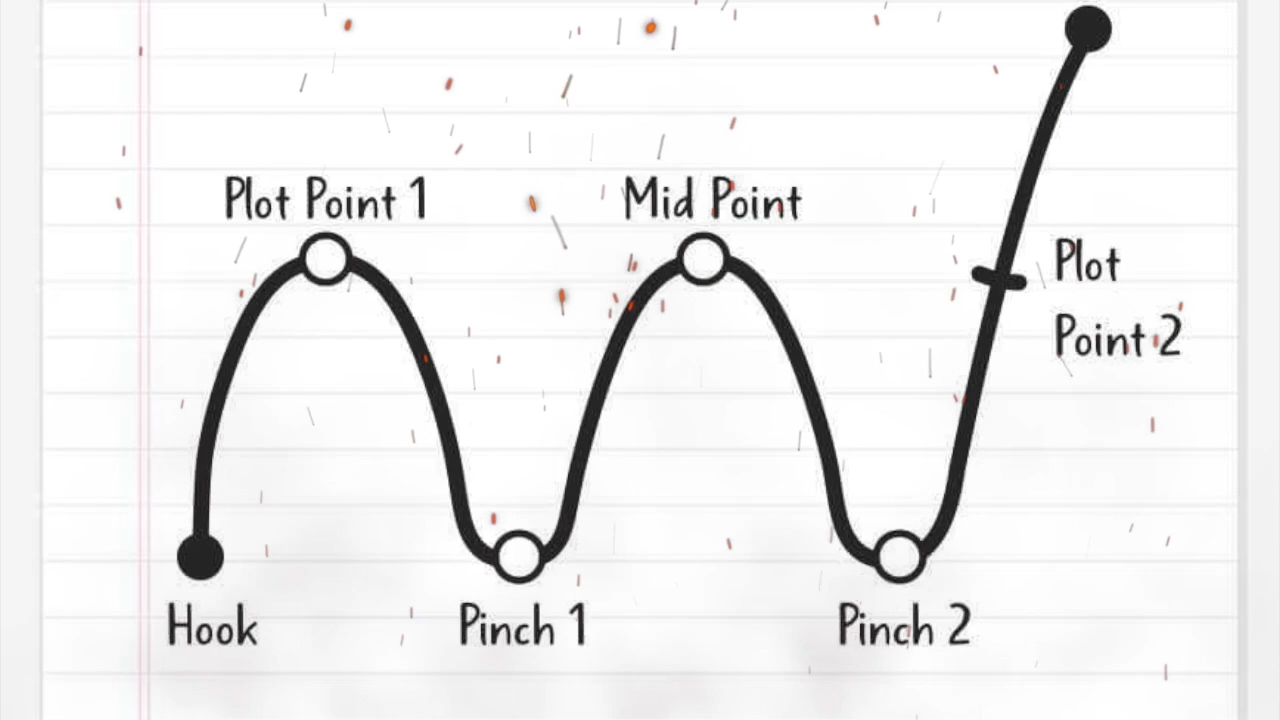 Plot Point 1
Mid Point
Plot
Point 2
Hook
Pinch 1
Pinch 2